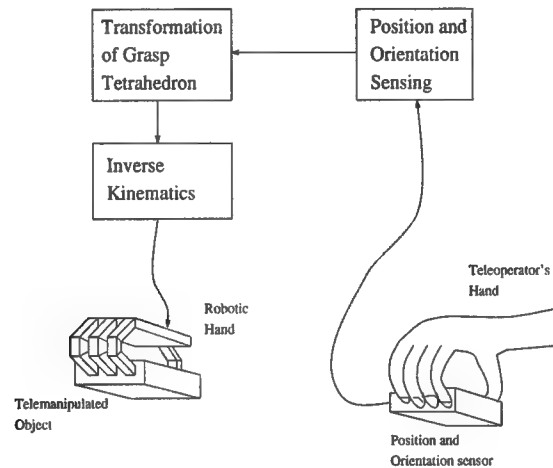 Transformation
of Grasp
Tetrahedron
Position and
Orientation
Sensing
Inverse
Kinematics
Teleoperator's
Hand
Robotic
Hand
Telemanipulated
Object
Position and
Orientation sensor